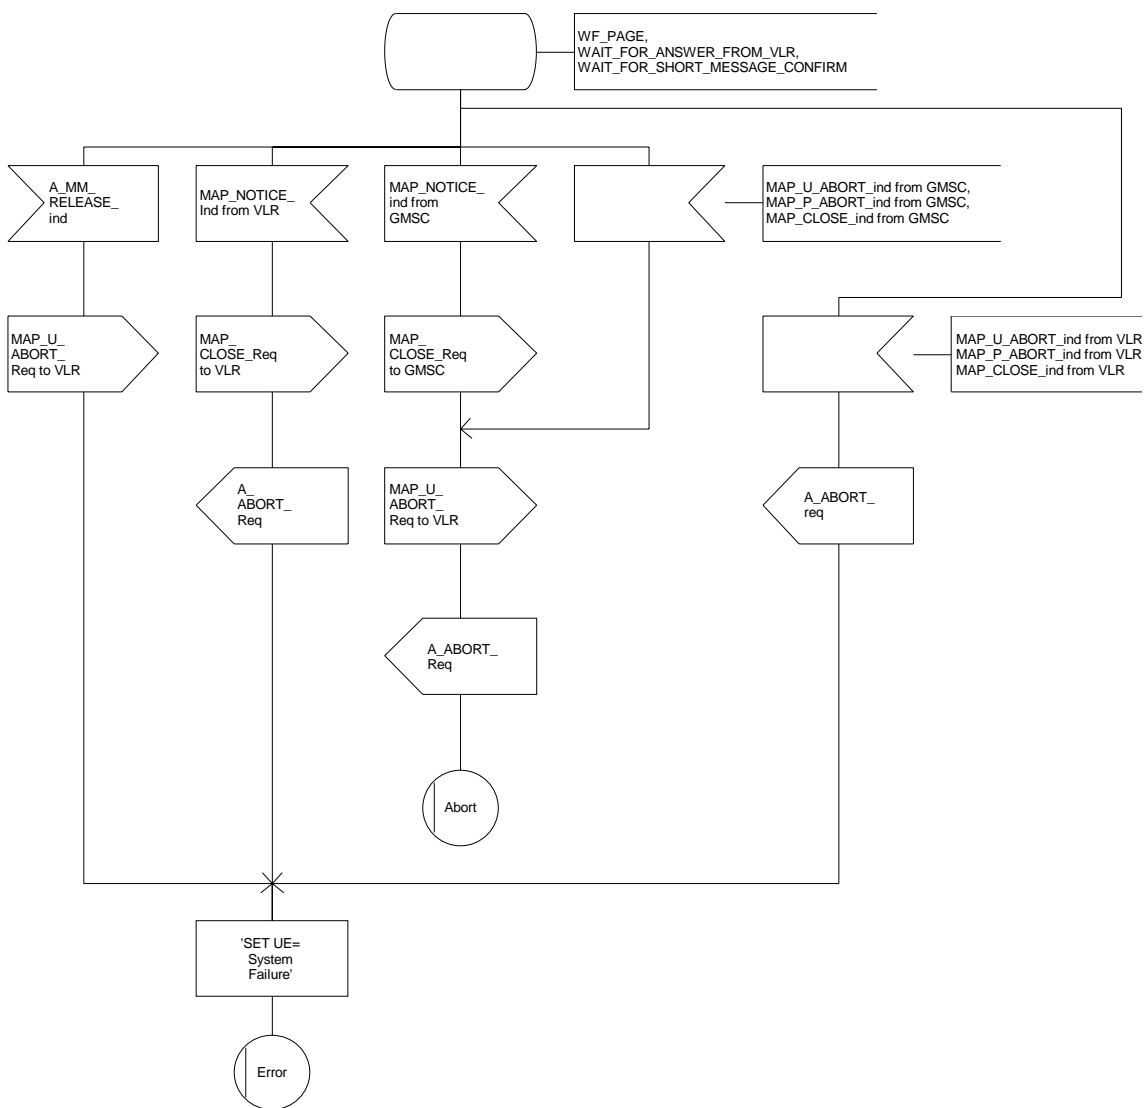 WF_PAGE,
WAIT_FOR_ANSWER_FROM_VLR,
WAIT_FOR_SHORT_MESSAGE_CONFIRM
A_MM_
RELEASE_
ind
MAP_NOTICE_
Ind from VLR
MAP_NOTICE_
ind from
GMSC
MAP_U_ABORT_ind from GMSC,
MAP_P_ABORT_ind from GMSC,
MAP_CLOSE_ind from GMSC
MAP_U_
ABORT_
Req to VLR
MAP_
CLOSE_Req
to VLR
MAP_
CLOSE_Req
to GMSC
MAP_U_ABORT_ind from VLR
MAP_P_ABORT_ind from VLR
MAP_CLOSE_ind from VLR
A_
ABORT_
Req
MAP_U_
ABORT_
Req to VLR
A_ABORT_
req
A_ABORT_
Req
Abort
'SET UE=
System
Failure'
Error